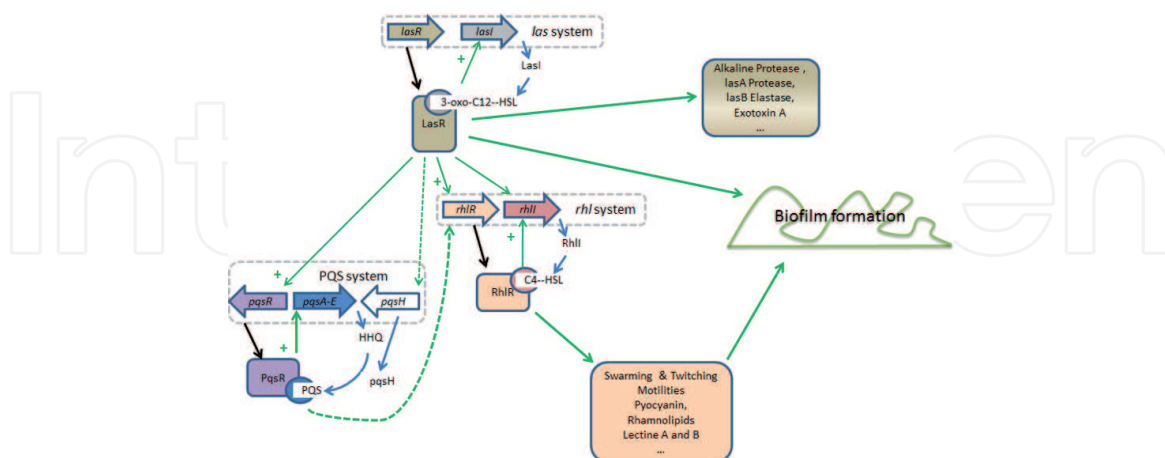 lasR
lasI
las system
+
LasI
3-oxo-C12--HSL
LasR
Alkaline Protease ,
lasA Protease,
lasB Elastase,
Exotoxin A
...
+
rhlR
rhlI
rhl system
Biofilm formation
+
RhlI
C4--HSL
RhlR
+
PQS system
pqsR
pqsA-E
pqsH
+
HHQ
PqsR
PQS
pqsH
Swarming & Twitching
Motilities
Pyocyanin,
Rhamnolipids
Lectine A and B
...
Int
en